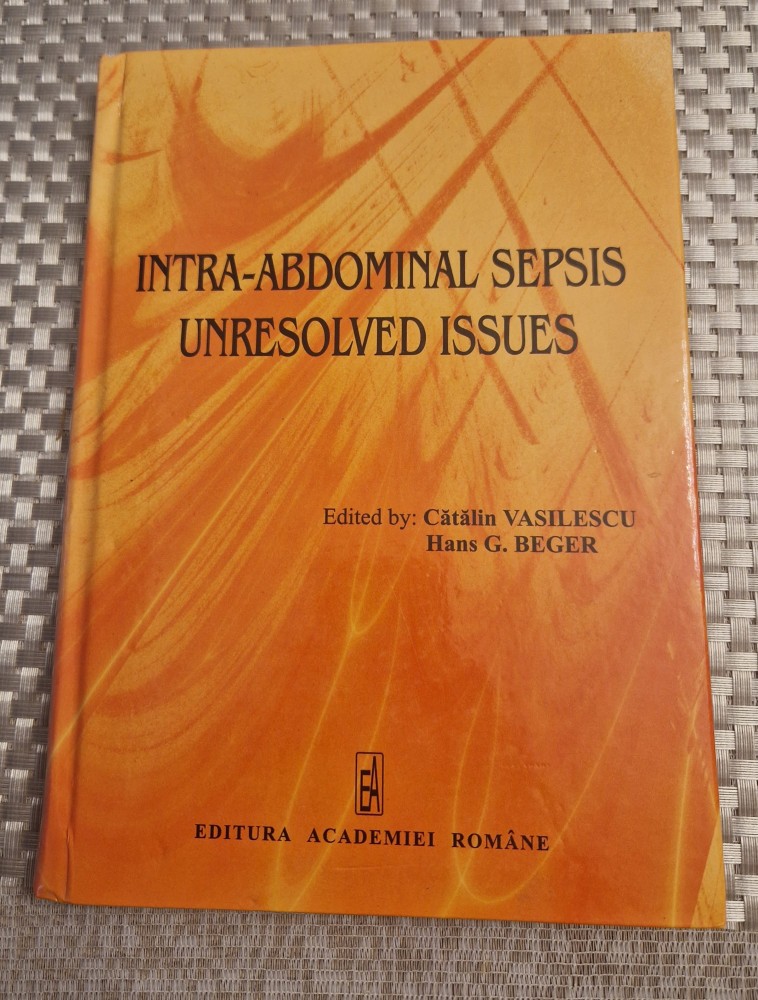 INTRA-ABDOMINAL SEPSIS
UNRESOLVED ISSUES
Edited by: Cătălin VASILESCU
Hans G. BEGER
EA
EDITURA ACADEMIEI ROMÂNE